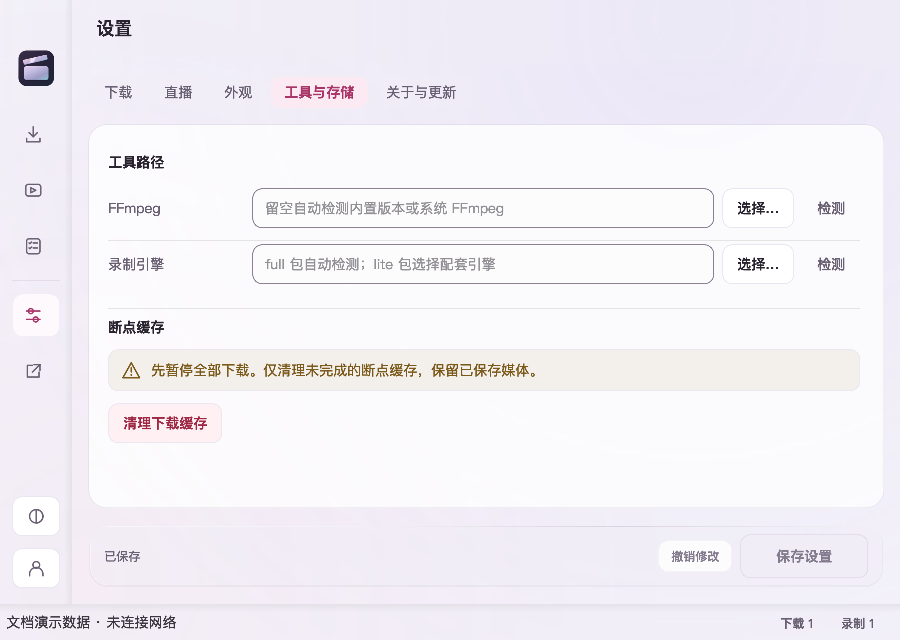 设置
下载 直播 外观 工具与存储 关于与更新
工具路径
FFmpeg 留空自动检测内置版本或系统 FFmpeg 选择... 检测
录制引擎 full 包自动检测；lite 包选择配套引擎 选择... 检测
断点缓存
先暂停全部下载。仅清理未完成的断点缓存，保留已保存媒体。
清理下载缓存
已保存 撤销修改 保存设置
文档演示数据 · 未连接网络 下载 1 录制 1